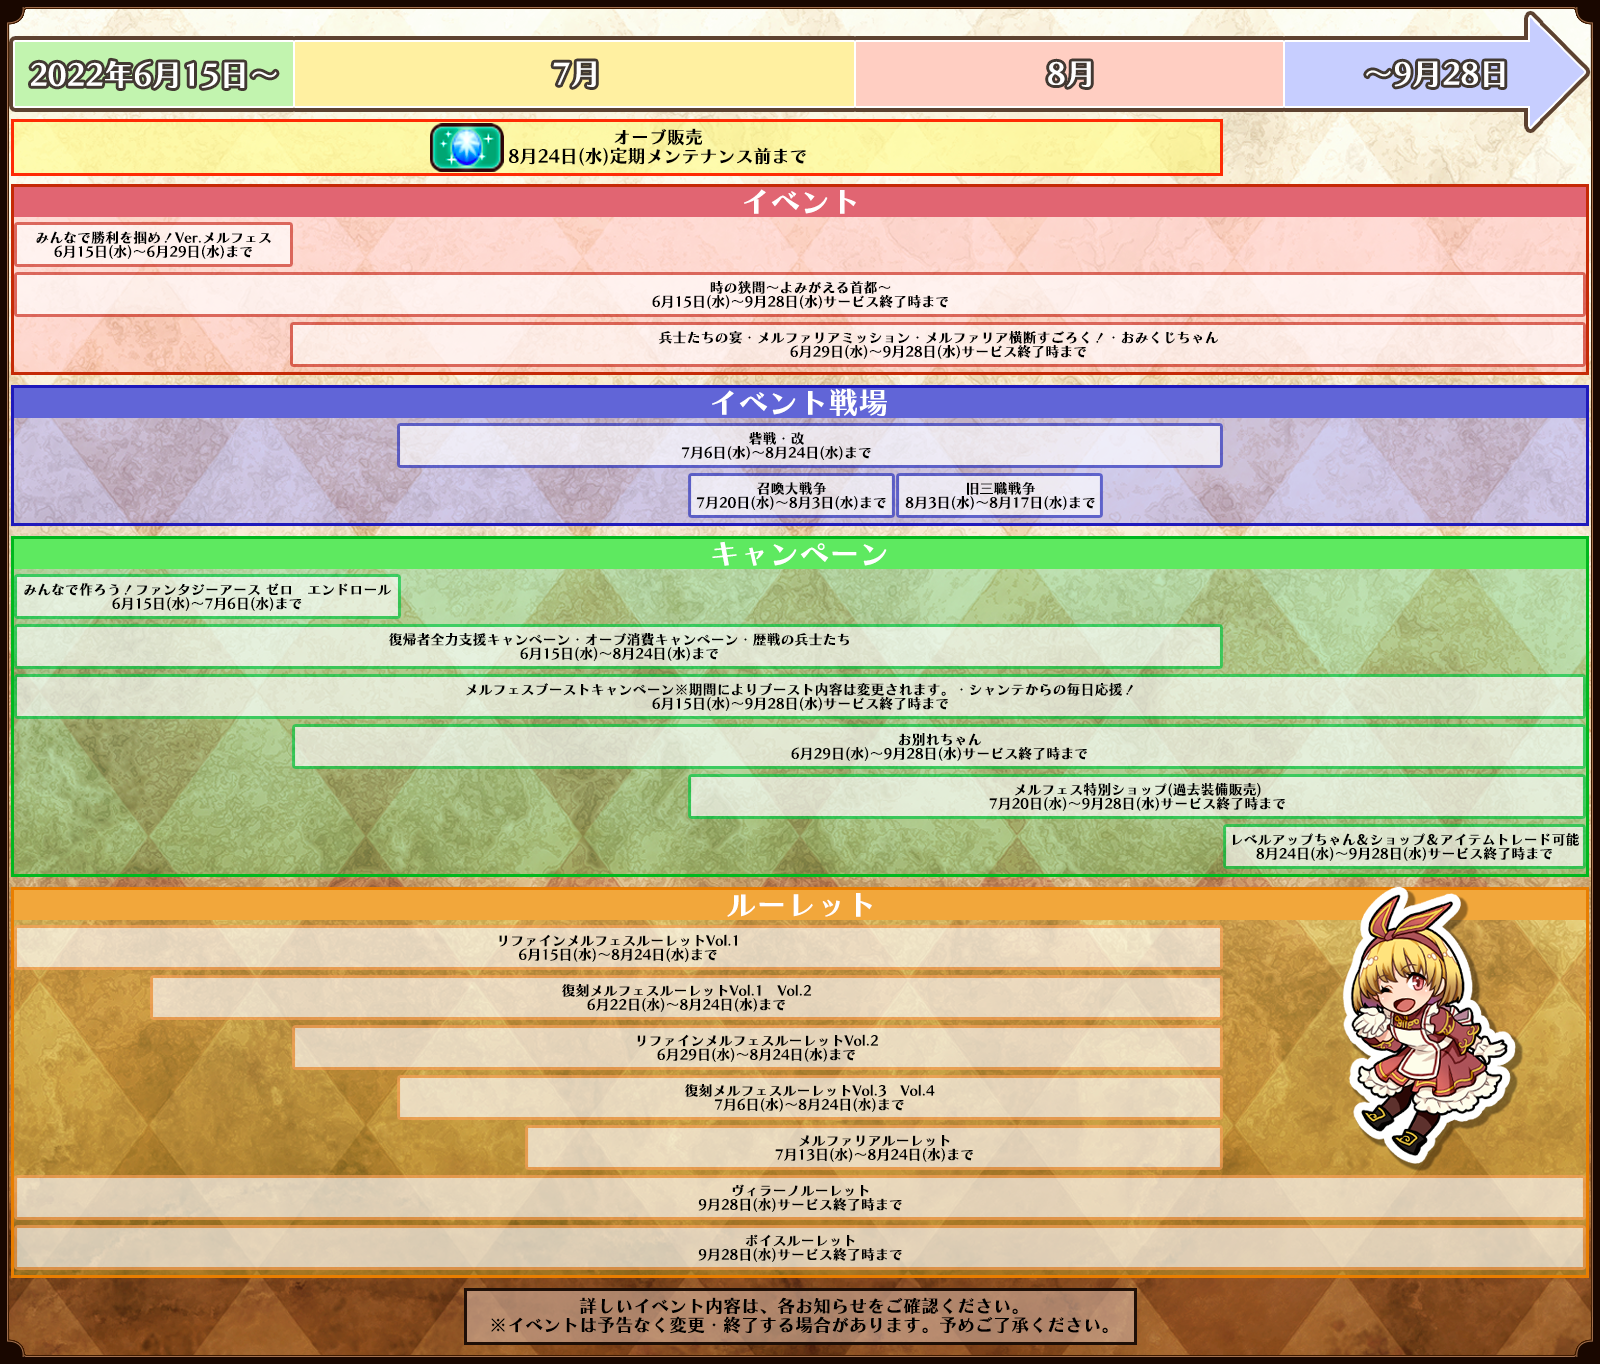 2022年6月15日～
7月
8月
～9月28日
オーブ販売
8月24日(水)定期メンテナンス前まで
イベント
みんなで勝利を掴め！Ver.メルフェス
6月15日(水)～6月29日(水)まで
時の狭間～よみがえる首都～
6月15日(水)～9月28日(水)サービス終了時まで
兵士たちの宴・メルファリアミッション・メルファリア横断すごろく！・おみくじちゃん
6月29日(水)～9月28日(水)サービス終了時まで
イベント戦場
砦戦・改
7月6日(水)～8月24日(水)まで
召喚大戦争
7月20日(水)～8月3日(水)まで
旧三職戦争
8月3日(水)～8月17日(水)まで
キャンペーン
みんなで作ろう！ファンタジーアース ゼロ　エンドロール
6月15日(水)～7月6日(水)まで
復帰者全力支援キャンペーン・オーブ消費キャンペーン・歴戦の兵士たち
6月15日(水)～8月24日(水)まで
メルフェスブーストキャンペーン※期間によりブースト内容は変更されます。・シャンテからの毎日応援！
6月15日(水)～9月28日(水)サービス終了時まで
お別れちゃん
6月29日(水)～9月28日(水)サービス終了時まで
メルフェス特別ショップ(過去装備販売)
7月20日(水)～9月28日(水)サービス終了時まで
レベルアップちゃん＆ショップ＆アイテムトレード可能
8月24日(水)～9月28日(水)サービス終了時まで
ルーレット
リファインメルフェスルーレットVol.1
6月15日(水)～8月24日(水)まで
復刻メルフェスルーレットVol.1　Vol.2
6月22日(水)～8月24日(水)まで
リファインメルフェスルーレットVol.2
6月29日(水)～8月24日(水)まで
復刻メルフェスルーレットVol.3　Vol.4
7月6日(水)～8月24日(水)まで
メルファリアルーレット
7月13日(水)～8月24日(水)まで
ヴィラーノルーレット
9月28日(水)サービス終了時まで
ボイスルーレット
9月28日(水)サービス終了時まで
詳しいイベント内容は、各お知らせをご確認ください。
※イベントは予告なく変更・終了する場合があります。予めご了承ください。